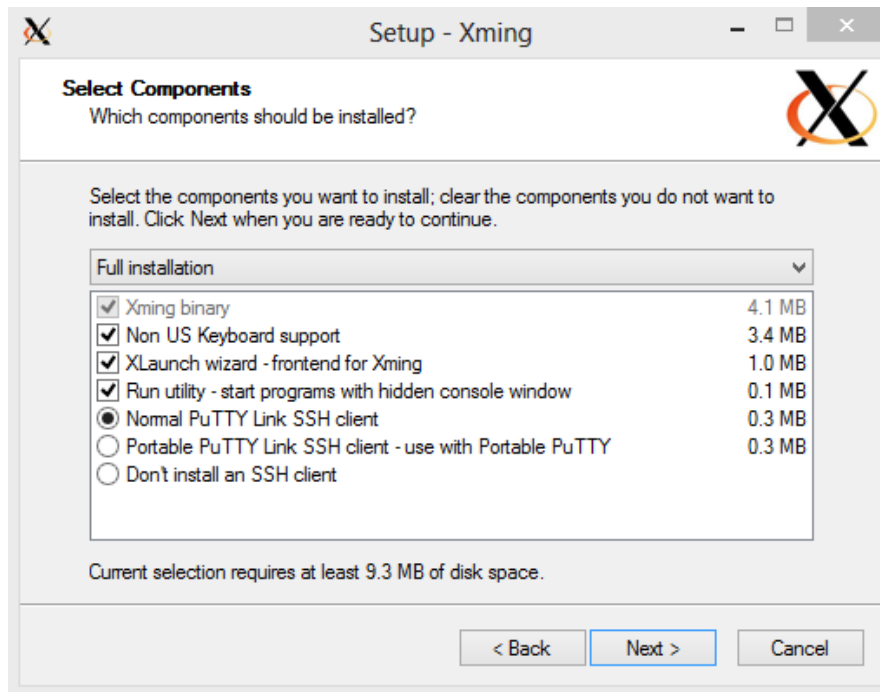 Setup - Xming
Select Components
Which components should be installed?
Select the components you want to install; clear the components you do not want to
install. Click Next when you are ready to continue.
Full installation
Xming binary 4.1 MB
Non US Keyboard support 3.4 MB
XLaunch wizard - frontend for Xming 1.0 MB
Run utility - start programs with hidden console window 0.1 MB
Normal PuTTY Link SSH client 0.3 MB
Portable PuTTY Link SSH client - use with Portable PuTTY 0.3 MB
Don't install an SSH client
Current selection requires at least 9.3 MB of disk space.
< Back Next > Cancel